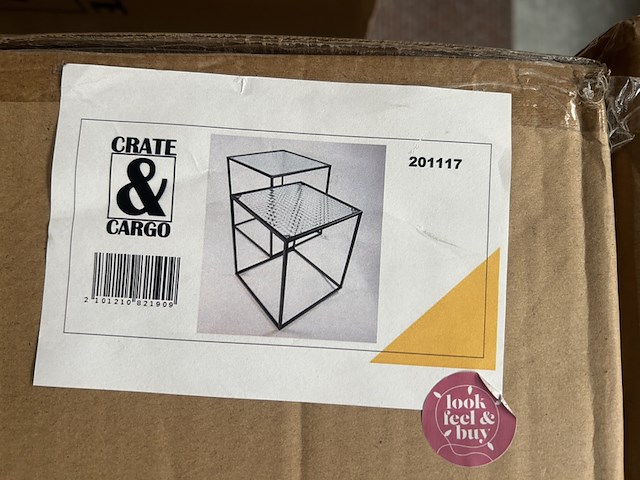 CRATE
&
CARGO
2 101210 821909
201117
look
feel &
buy